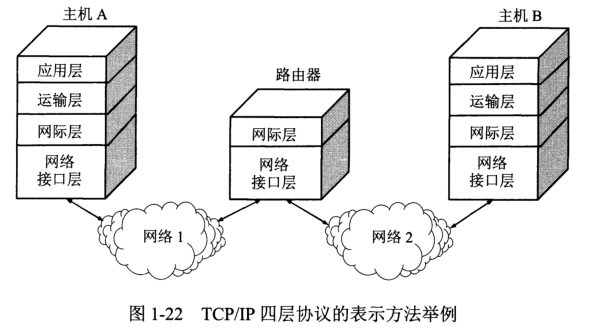 主机 A
应用层
运输层
网际层
网络
接口层
路由器
网际层
网络
接口层
主机 B
应用层
运输层
网际层
网络
接口层
网络 1
网络 2
图 1-22 TCP/IP 四层协议的表示方法举例